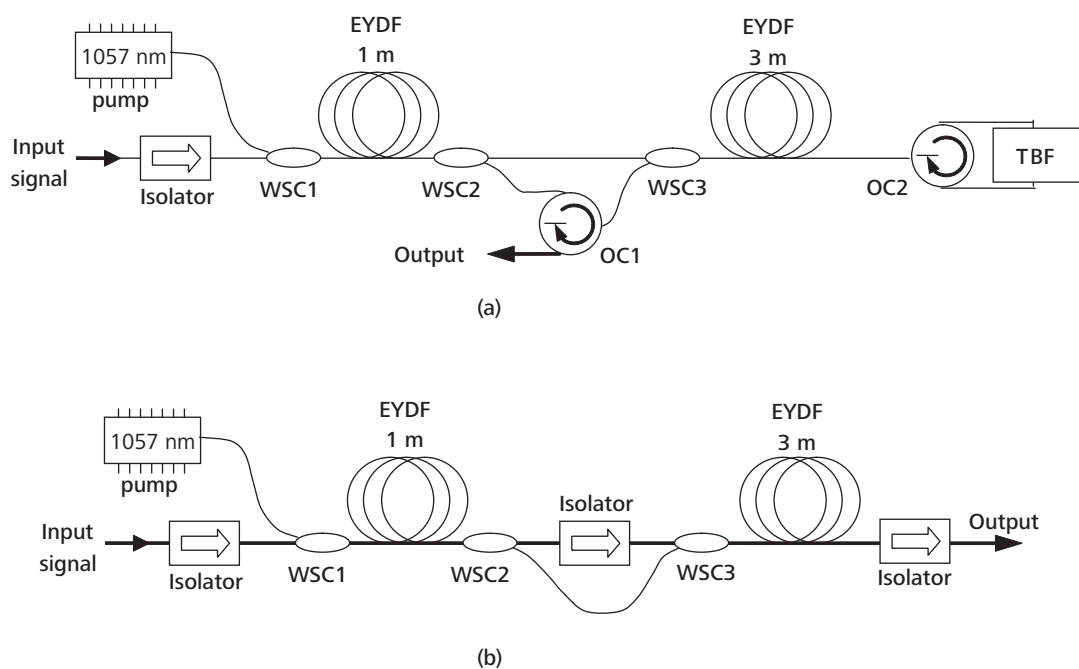 EYDF
1 m
EYDF
3 m
1057 nm
pump
Input
signal
Isolator
WSC1
WSC2
WSC3
OC2
TBF
Output
OC1
(a)
EYDF
1 m
EYDF
3 m
1057 nm
pump
Isolator
Input
signal
Output
Isolator
WSC1
WSC2
WSC3
Isolator
(b)